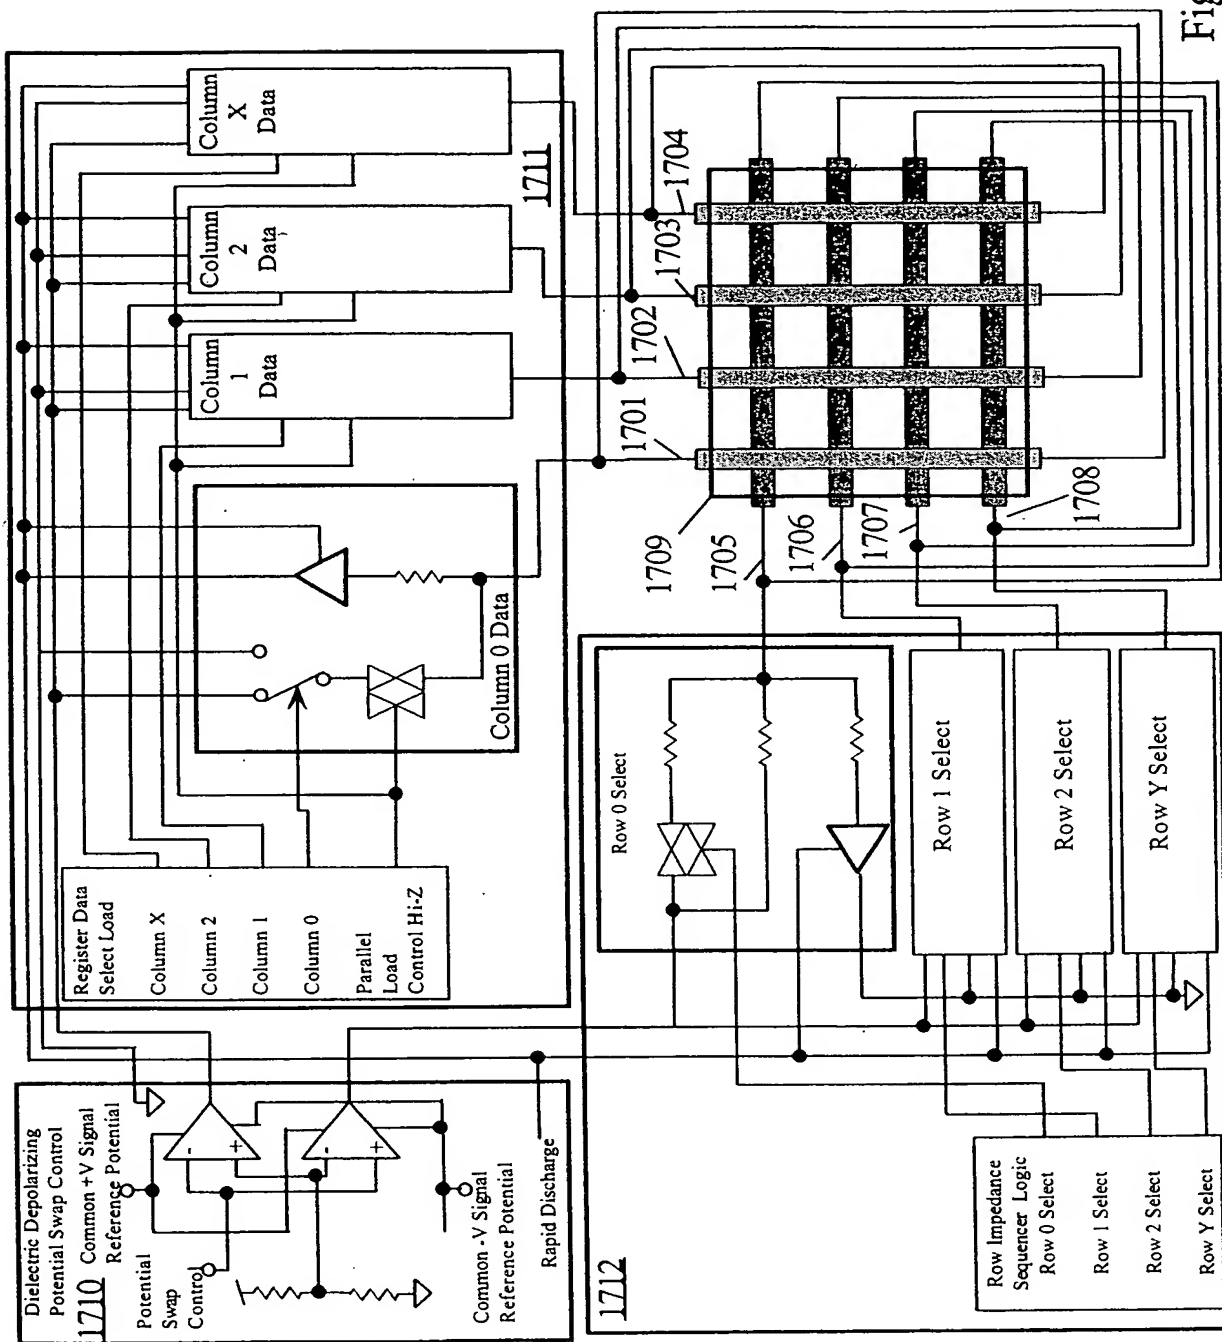 Fig
Column
X
Data
Column
2
Data
Column
1
Data
1711
Column 0 Data
Register Data
Select Load
Column X
Column 2
Column 1
Column 0
Parallel
Load
Control Hi-Z
Dielectric Depolarizing
Potential Swap Control
1710
Common +V Signal
Reference Potential
Potential
Swap
Control
-
+
-
+
Common -V Signal
Reference Potential
Rapid Discharge
1701
1702
1703
1704
1705
1706
1707
1708
1709
Row 0 Select
Row 1 Select
Row 2 Select
Row Y Select
1712
Row Impedance
Sequencer Logic
Row 0 Select
Row 1 Select
Row 2 Select
Row Y Select